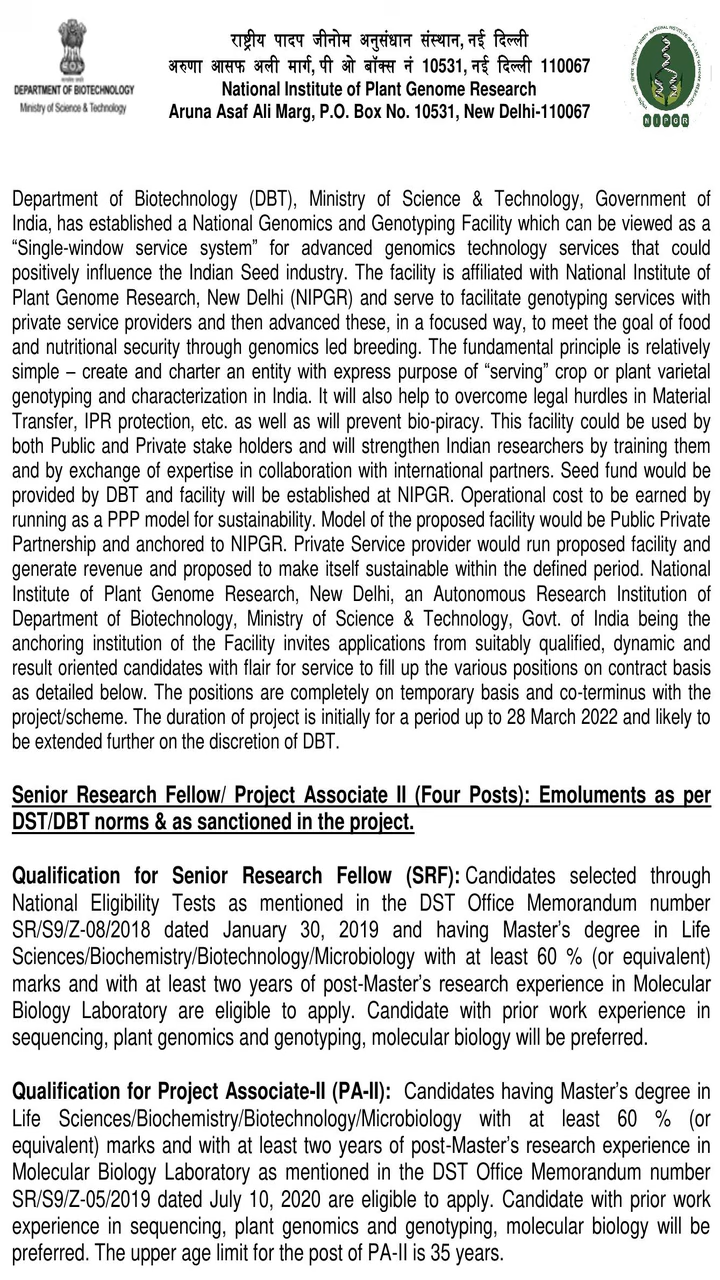 राष्ट्रीय पादप जीनोम अनुसंधान संस्थान, नई दिल्ली
अरुणा आसफ अली मार्ग, पी ओ बॉक्स नं 10531, नई दिल्ली 110067
National Institute of Plant Genome Research
Aruna Asaf Ali Marg, P.O. Box No. 10531, New Delhi-110067
DEPARTMENT OF BIOTECHNOLOGY
Ministry of Science & Technology
NIPGR
Department of Biotechnology (DBT), Ministry of Science & Technology, Government of
India, has established a National Genomics and Genotyping Facility which can be viewed as a
“Single-window service system” for advanced genomics technology services that could
positively influence the Indian Seed industry. The facility is affiliated with National Institute of
Plant Genome Research, New Delhi (NIPGR) and serve to facilitate genotyping services with
private service providers and then advanced these, in a focused way, to meet the goal of food
and nutritional security through genomics led breeding. The fundamental principle is relatively
simple – create and charter an entity with express purpose of “serving” crop or plant varietal
genotyping and characterization in India. It will also help to overcome legal hurdles in Material
Transfer, IPR protection, etc. as well as will prevent bio-piracy. This facility could be used by
both Public and Private stake holders and will strengthen Indian researchers by training them
and by exchange of expertise in collaboration with international partners. Seed fund would be
provided by DBT and facility will be established at NIPGR. Operational cost to be earned by
running as a PPP model for sustainability. Model of the proposed facility would be Public Private
Partnership and anchored to NIPGR. Private Service provider would run proposed facility and
generate revenue and proposed to make itself sustainable within the defined period. National
Institute of Plant Genome Research, New Delhi, an Autonomous Research Institution of
Department of Biotechnology, Ministry of Science & Technology, Govt. of India being the
anchoring institution of the Facility invites applications from suitably qualified, dynamic and
result oriented candidates with flair for service to fill up the various positions on contract basis
as detailed below. The positions are completely on temporary basis and co-terminus with the
project/scheme. The duration of project is initially for a period up to 28 March 2022 and likely to
be extended further on the discretion of DBT.
Senior Research Fellow/ Project Associate II (Four Posts): Emoluments as per
DST/DBT norms & as sanctioned in the project.
Qualification for Senior Research Fellow (SRF): Candidates selected through
National Eligibility Tests as mentioned in the DST Office Memorandum number
SR/S9/Z-08/2018 dated January 30, 2019 and having Master’s degree in Life
Sciences/Biochemistry/Biotechnology/Microbiology with at least 60 % (or equivalent)
marks and with at least two years of post-Master’s research experience in Molecular
Biology Laboratory are eligible to apply. Candidate with prior work experience in
sequencing, plant genomics and genotyping, molecular biology will be preferred.
Qualification for Project Associate-II (PA-II): Candidates having Master’s degree in
Life Sciences/Biochemistry/Biotechnology/Microbiology with at least 60 % (or
equivalent) marks and with at least two years of post-Master’s research experience in
Molecular Biology Laboratory as mentioned in the DST Office Memorandum number
SR/S9/Z-05/2019 dated July 10, 2020 are eligible to apply. Candidate with prior work
experience in sequencing, plant genomics and genotyping, molecular biology will be
preferred. The upper age limit for the post of PA-II is 35 years.